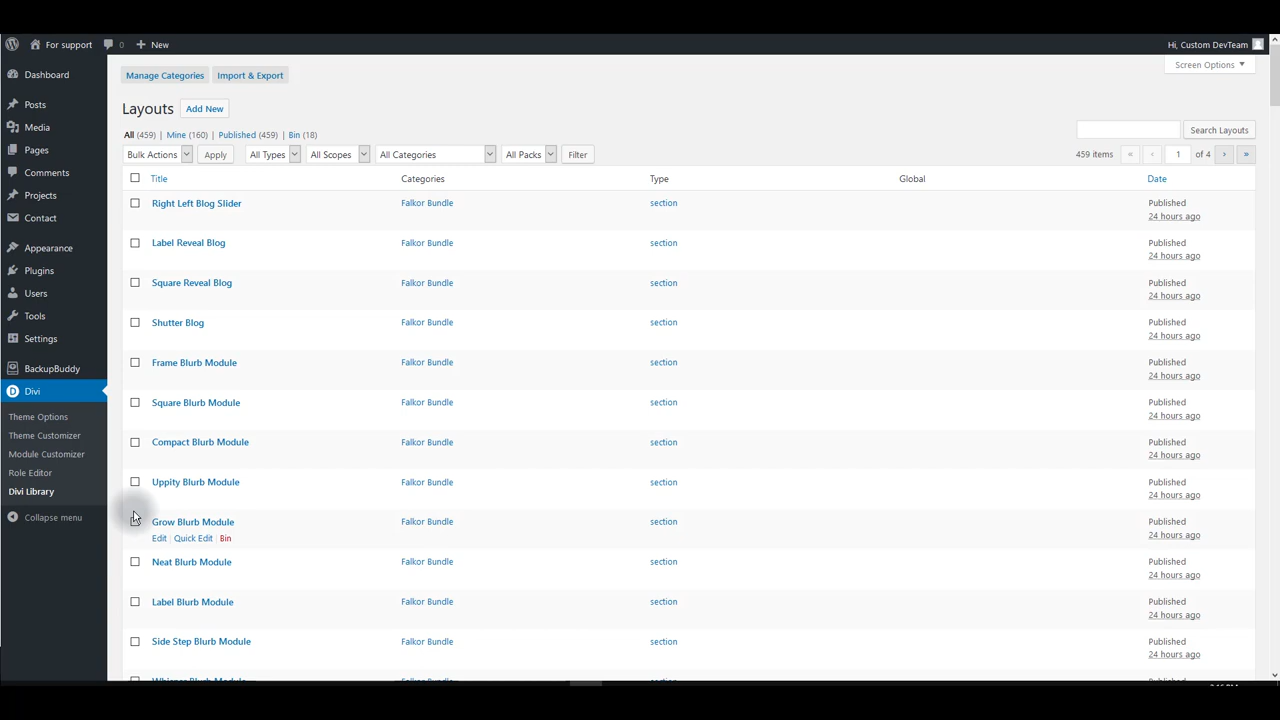 For support 0 New Hi, Custom DevTeam
Screen Options
Dashboard
Posts
Media
Pages
Comments
Projects
Contact
Appearance
Plugins
Users
Tools
Settings
BackupBuddy
Divi
Theme Options
Theme Customizer
Module Customizer
Role Editor
Divi Library
Collapse menu
Manage Categories Import & Export
Layouts Add New
All (459) | Mine (160) | Published (459) | Bin (18)
Search Layouts
Bulk Actions Apply All Types All Scopes All Categories All Packs Filter 459 items « ‹ 1 of 4 › »
Title Categories Type Global Date
Right Left Blog Slider Falkor Bundle section Published
24 hours ago
Label Reveal Blog Falkor Bundle section Published
24 hours ago
Square Reveal Blog Falkor Bundle section Published
24 hours ago
Shutter Blog Falkor Bundle section Published
24 hours ago
Frame Blurb Module Falkor Bundle section Published
24 hours ago
Square Blurb Module Falkor Bundle section Published
24 hours ago
Compact Blurb Module Falkor Bundle section Published
24 hours ago
Uppity Blurb Module Falkor Bundle section Published
24 hours ago
Grow Blurb Module Falkor Bundle section Published
Edit | Quick Edit | Bin 24 hours ago
Neat Blurb Module Falkor Bundle section Published
24 hours ago
Label Blurb Module Falkor Bundle section Published
24 hours ago
Side Step Blurb Module Falkor Bundle section Published
24 hours ago